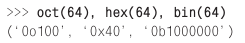 >>> oct(64), hex(64), bin(64)
(‘0o100’, ‘0x40’, ‘0b1000000’)